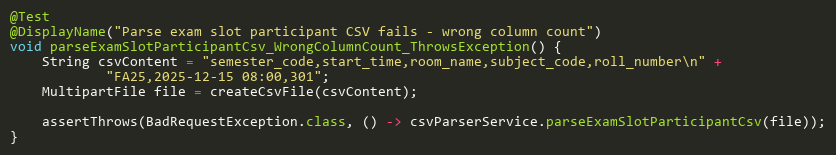 @Test
@DisplayName("Parse exam slot participant CSV fails - wrong column count")
void parseExamSlotParticipantCsv_WrongColumnCount_ThrowsException() {
    String csvContent = "semester_code,start_time,room_name,subject_code,roll_number\n" +
            "FA25,2025-12-15 08:00,301";
    MultipartFile file = createCsvFile(csvContent);

    assertThrows(BadRequestException.class, () -> csvParserService.parseExamSlotParticipantCsv(file));
}